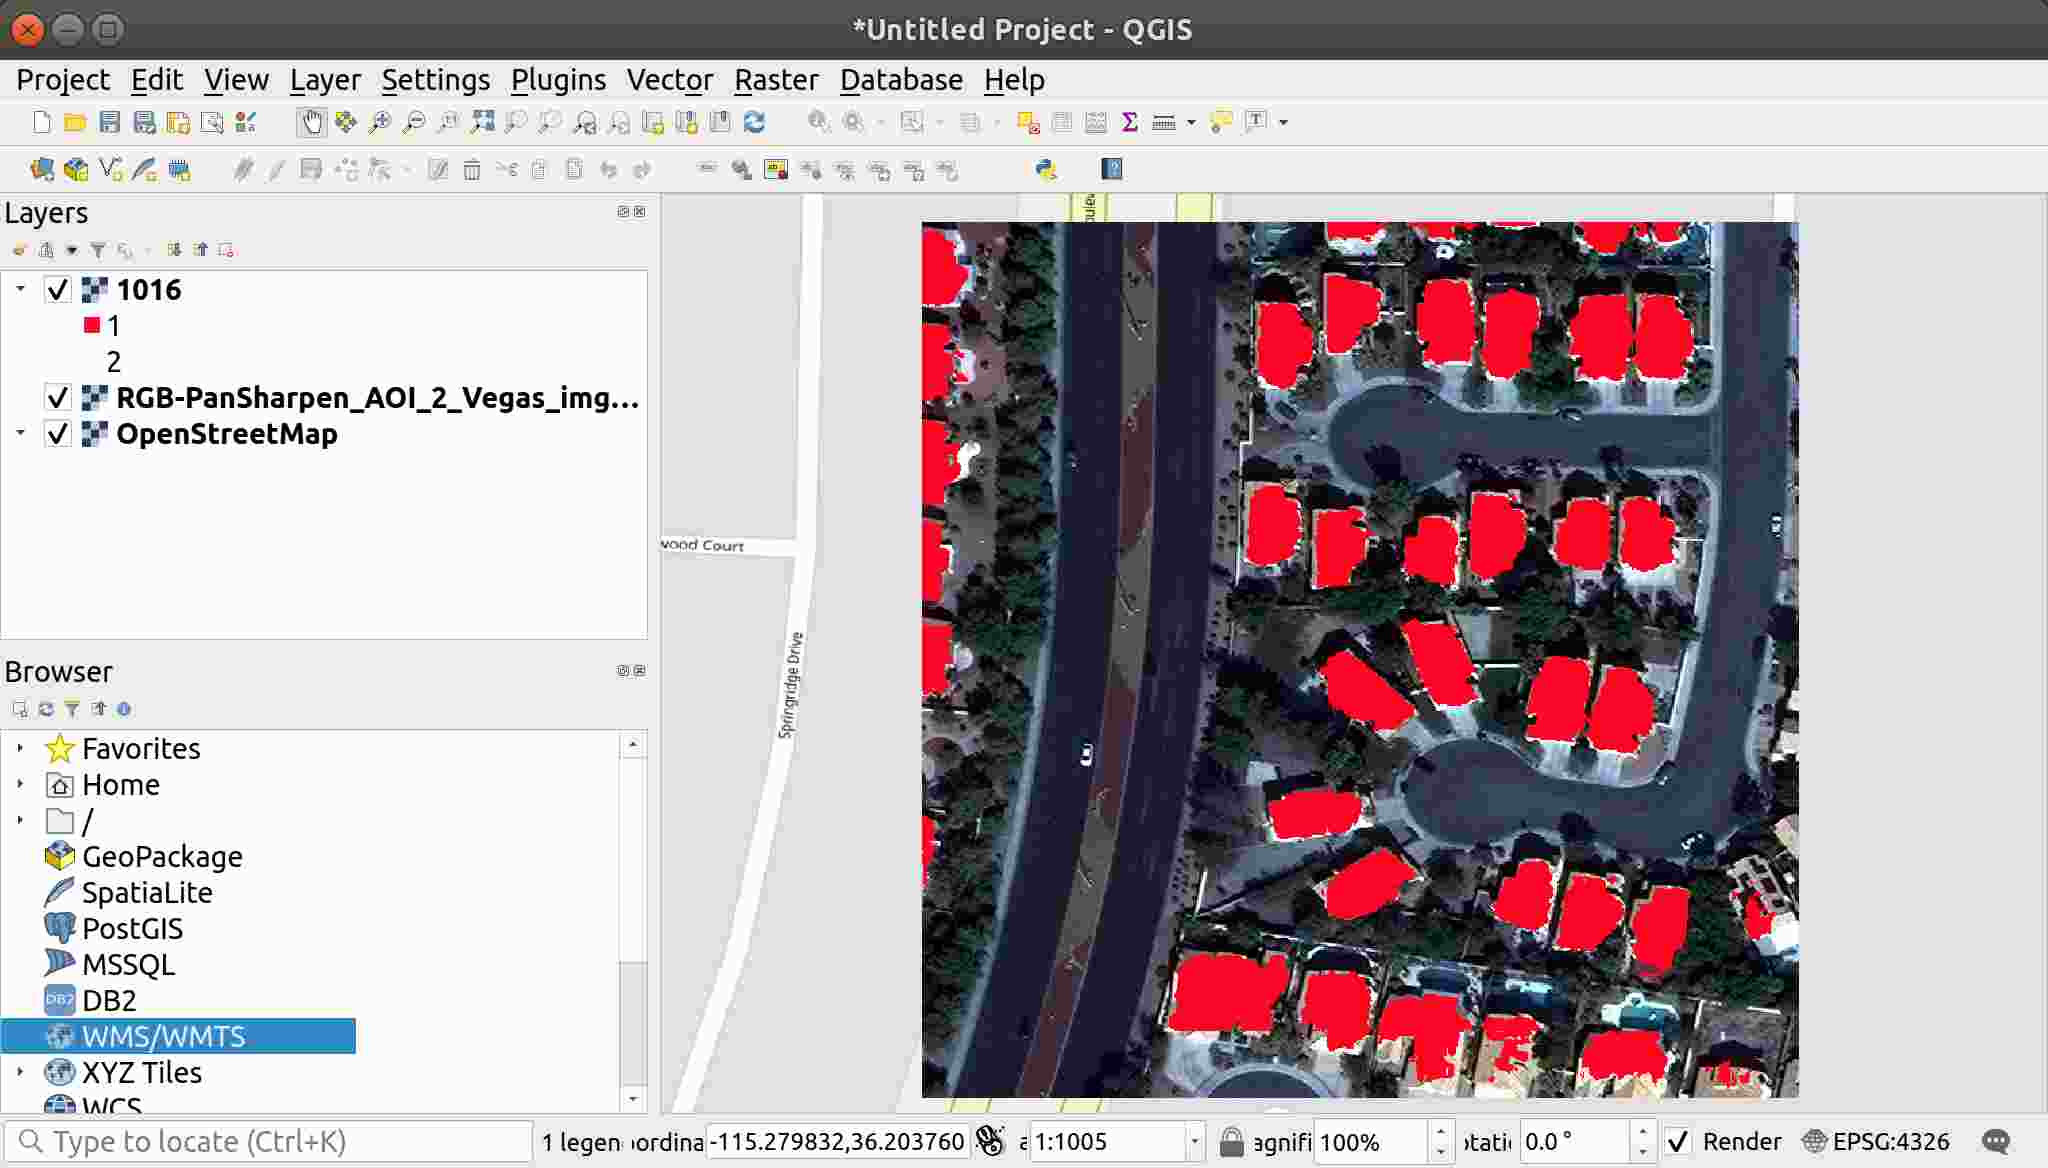 *Untitled Project - QGIS
Project Edit View Layer Settings Plugins Vector Raster Database Help
Layers
1016
1
2
RGB-PanSharpen_AOI_2_Vegas_img...
OpenStreetMap
Browser
Favorites
Home
/
GeoPackage
SpatiaLite
PostGIS
MSSQL
DB2
WMS/WMTS
XYZ Tiles
WCS
wood Court
Springridge Drive
Type to locate (Ctrl+K)
1 legen
ordina
-115.279832,36.203760
1:1005
agnifi
100%
0.0 °
Render
EPSG:4326